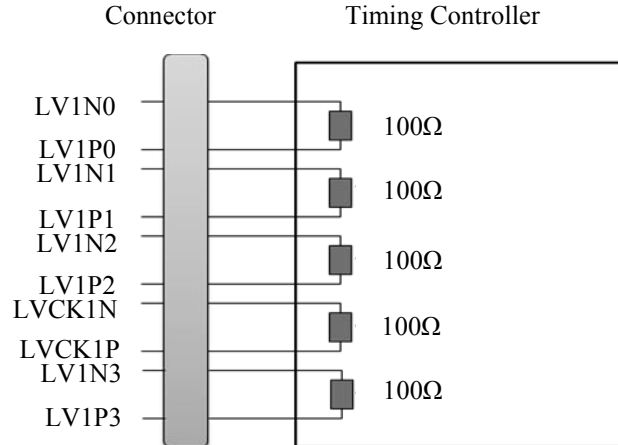 Connector Timing Controller
LV1N0
100Ω
LV1P0
LV1N1
100Ω
LV1P1
LV1N2
100Ω
LV1P2
LVCK1N
100Ω
LVCK1P
LV1N3
100Ω
LV1P3